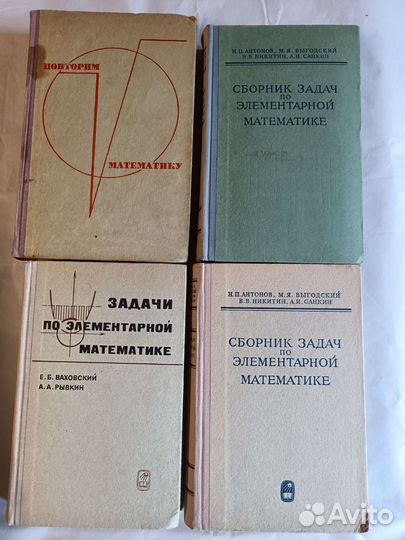 ПОВТОРИМ
МАТЕМАТИКУ
Н.П. АНТОНОВ, М.Я. ВЫГОДСКИЙ
В.В НИКИТИН, А.И. САНКИН
СБОРНИК ЗАДАЧ
ПО
ЭЛЕМЕНТАРНОЙ
МАТЕМАТИКЕ
ЗАДАЧИ
ПО ЭЛЕМЕНТАРНОЙ
МАТЕМАТИКЕ
Е.Б. ВАХОВСКИЙ
А.А. РЫВКИН
Н.П. АНТОНОВ, М.Я. ВЫГОДСКИЙ
В.В. НИКИТИН, А.И. САНКИН
СБОРНИК ЗАДАЧ
ПО
ЭЛЕМЕНТАРНОЙ
МАТЕМАТИКЕ
Avito